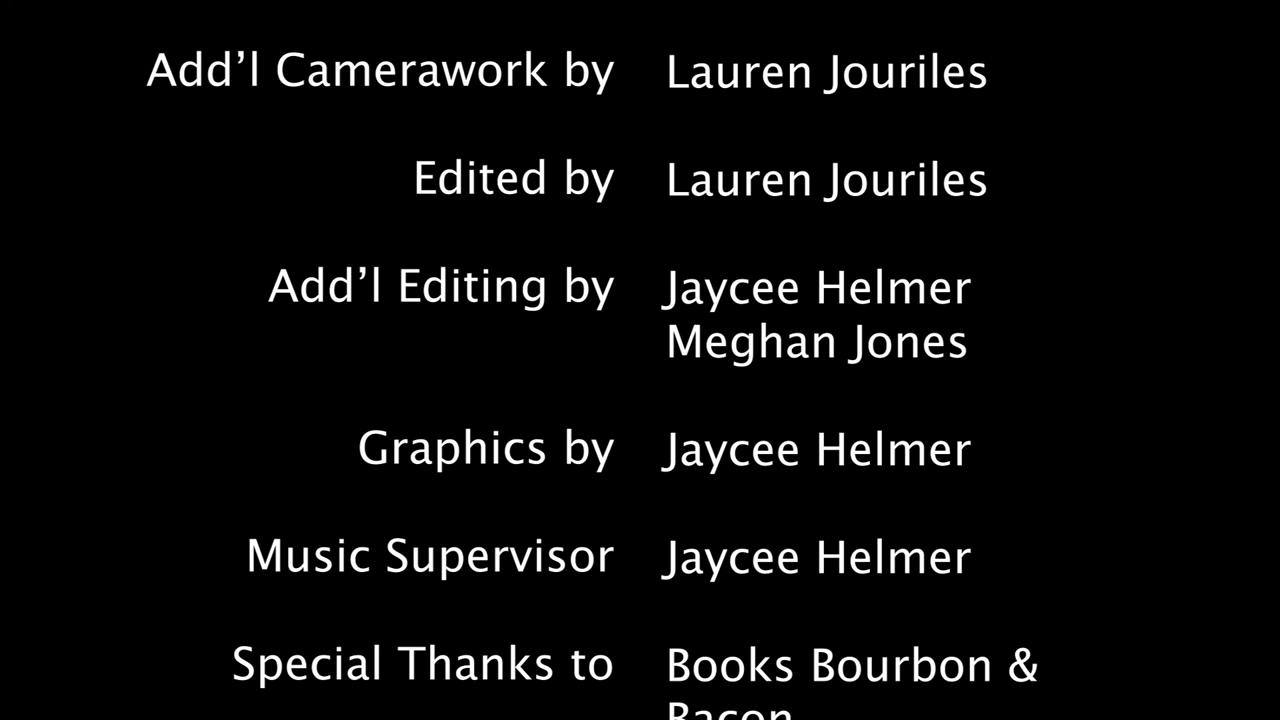 Add’l Camerawork by Lauren Jouriles
Edited by Lauren Jouriles
Add’l Editing by Jaycee Helmer
Meghan Jones
Graphics by Jaycee Helmer
Music Supervisor Jaycee Helmer
Special Thanks to Books Bourbon &
Bacon